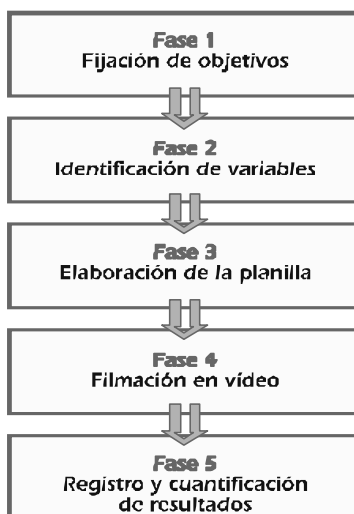 Fase 1
Fijación de objetivos
Fase 2
Identificación de variables
Fase 3
Elaboración de la planilla
Fase 4
Filmación en vídeo
Fase 5
Registro y cuantificación
de resultados